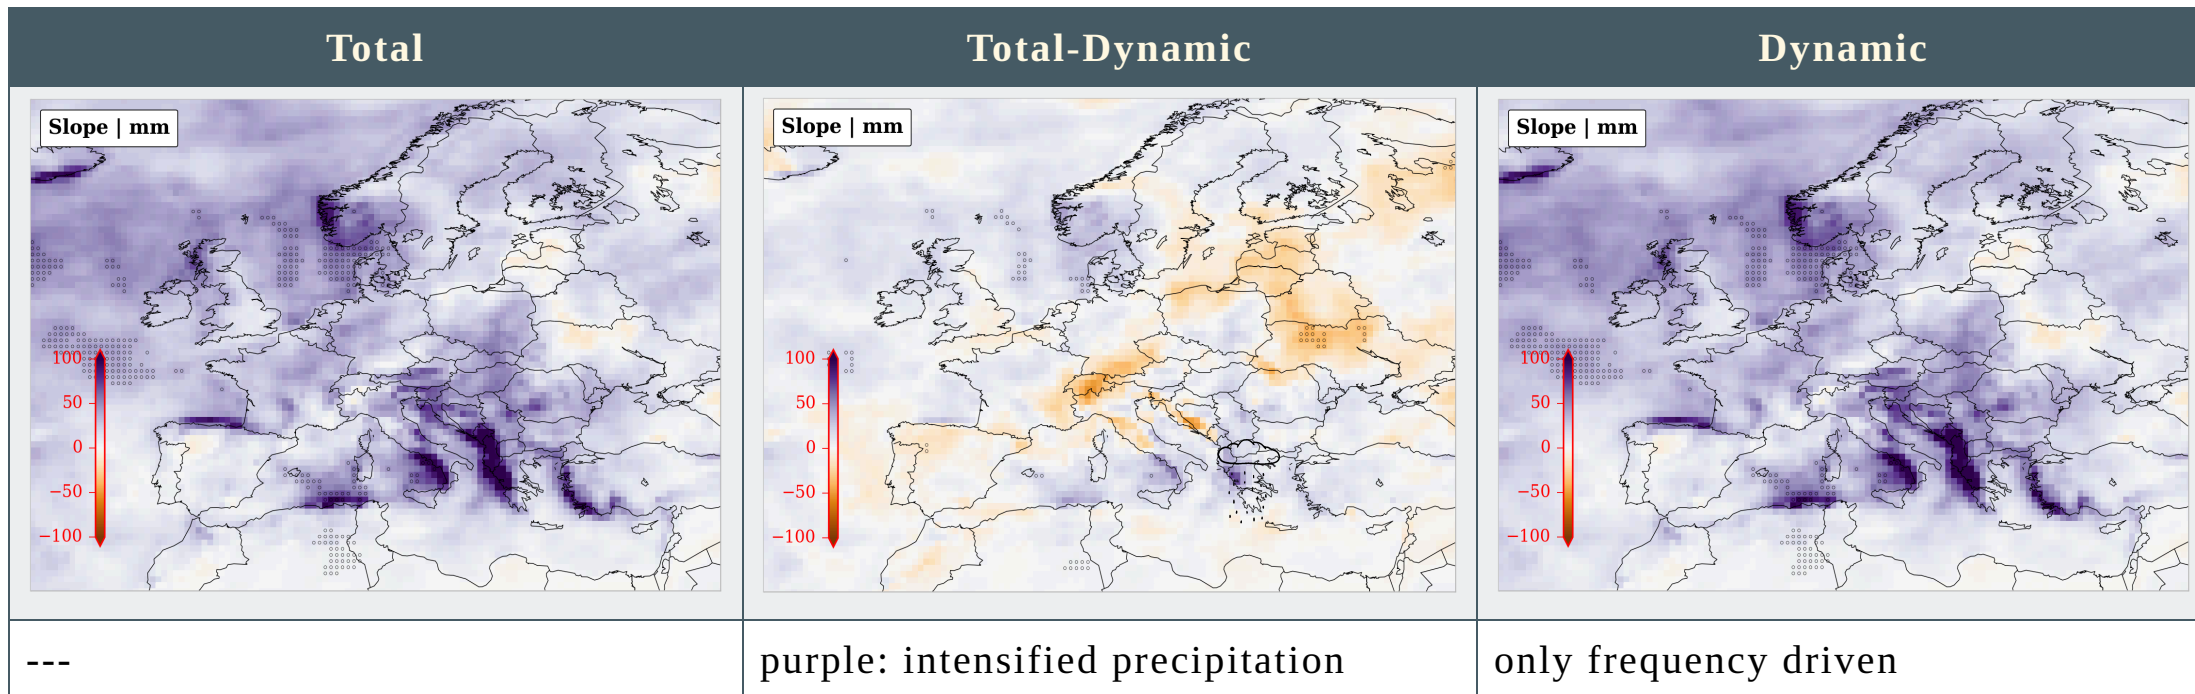 Total
Total-Dynamic
Dynamic
Slope | mm
100
50
0
−50
−100
Slope | mm
100
50
0
−50
−100
Slope | mm
100
50
0
−50
−100
---
purple: intensified precipitation
only frequency driven